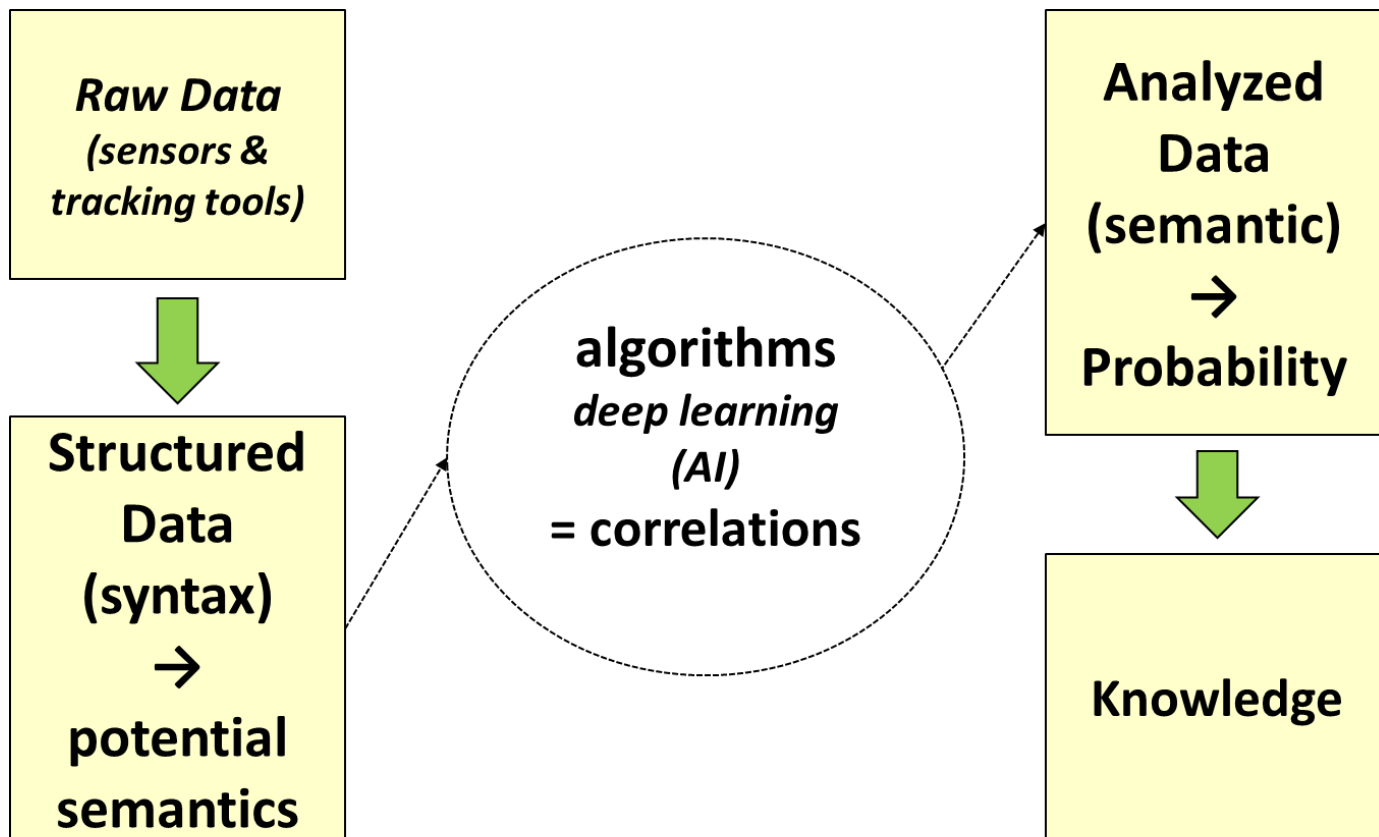 Raw Data
(sensors &
tracking tools)
Structured
Data
(syntax)
→
potential
semantics
algorithms
deep learning
(AI)
= correlations
Analyzed
Data
(semantic)
→
Probability
Knowledge